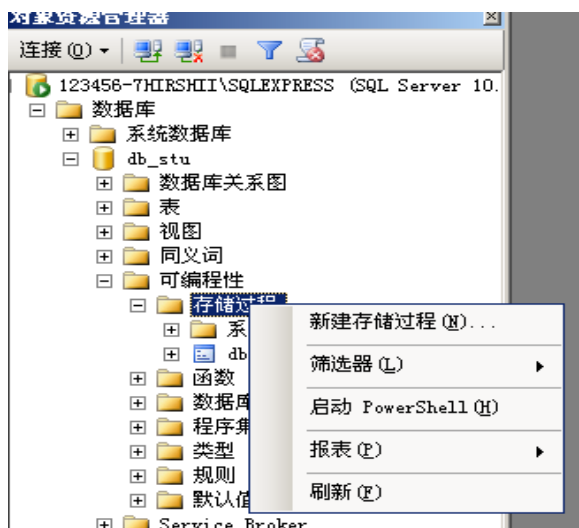 对象资源管理器
连接(O)
123456-7HIRSHII\SQLEXPRESS (SQL Server 10.
数据库
系统数据库
db_stu
数据库关系图
表
视图
同义词
可编程性
存储过程
新建存储过程(N)...
系
db
筛选器(L)
函数
数据库
启动 PowerShell(H)
程序集
类型
报表(P)
规则
默认值
刷新(F)
Service Broker